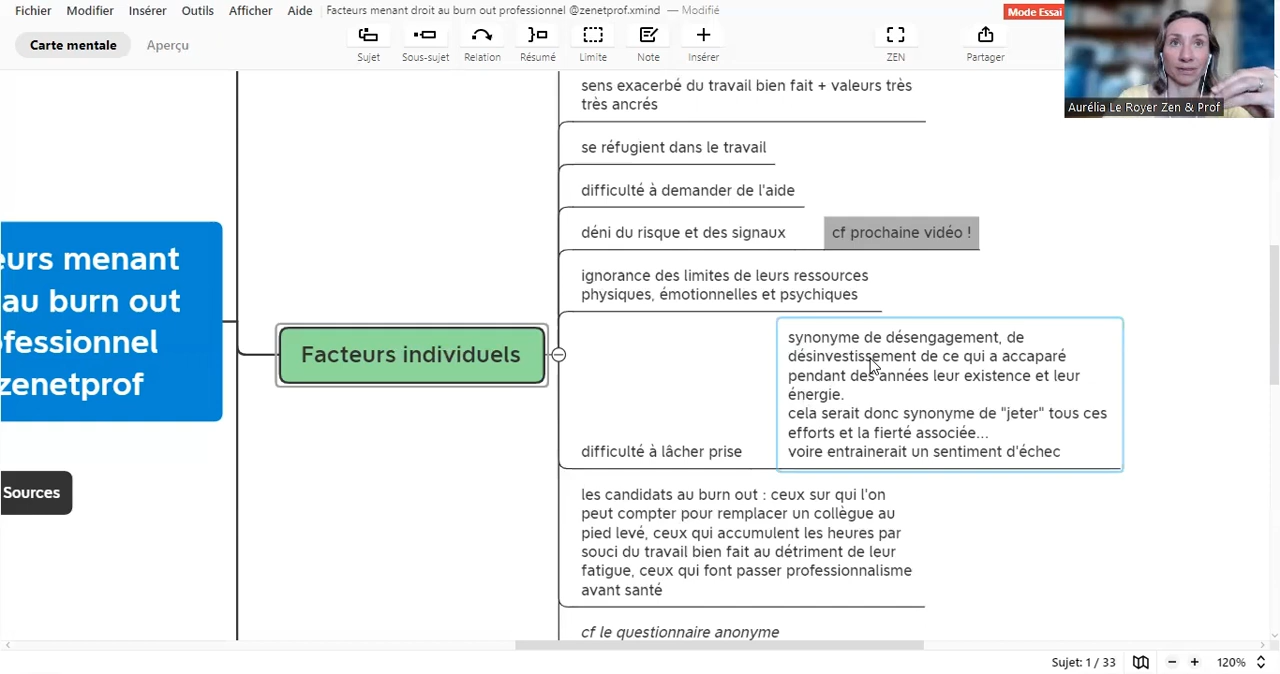 Fichier Modifier Insérer Outils Afficher Aide Facteurs menant droit au burn out professionel @zenetprof.xmind — Modifié
Mode Essai
Carte mentale Aperçu
Sujet Sous-sujet Relation Résumé Limite Note Insérer ZEN Partager
Aurélia Le Royer Zen & Prof
sens exacerbé du travail bien fait + valeurs très
très ancrés
se réfugient dans le travail
difficulté à demander de l'aide
déni du risque et des signaux cf prochaine vidéo !
ignorance des limites de leurs ressources
physiques, émotionnelles et psychiques
eurs menant
au burn out
ofessionnel
zenetprof
Facteurs individuels
synonyme de désengagement, de
désinvestissement de ce qui a accaparé
pendant des années leur existence et leur
énergie.
cela serait donc synonyme de "jeter" tous ces
efforts et la fierté associée...
voire entrainerait un sentiment d'échec
difficulté à lâcher prise
Sources
les candidats au burn out : ceux sur qui l'on
peut compter pour remplacer un collègue au
pied levé, ceux qui accumulent les heures par
souci du travail bien fait au détriment de leur
fatigue, ceux qui font passer professionnalisme
avant santé
cf le questionnaire anonyme
Sujet: 1 / 33 120%